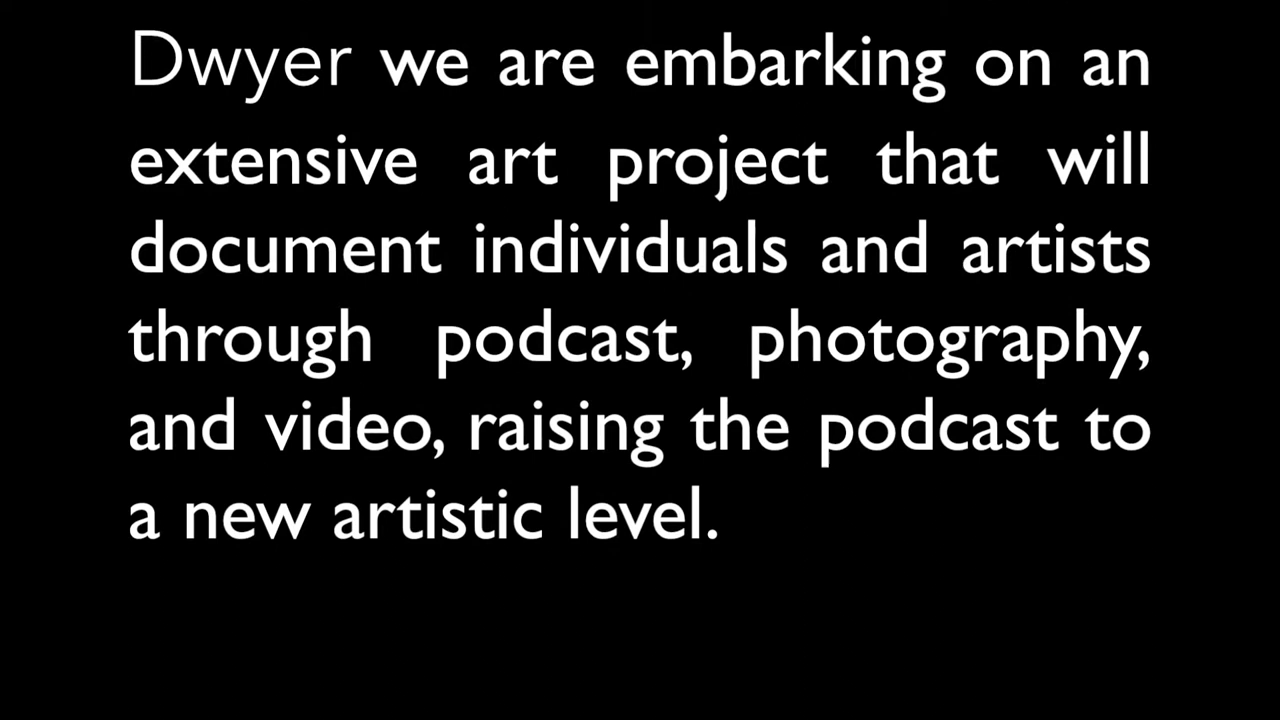 Dwyer we are embarking on an
extensive art project that will
document individuals and artists
through podcast, photography,
and video, raising the podcast to
a new artistic level.